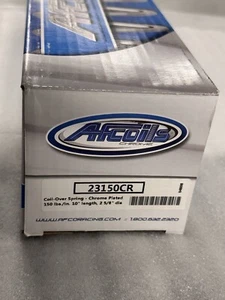 AFcoils
CHROME
23150CR
Coil-Over Spring - Chrome Plated
150 lbs./in. 10" length, 2 5/8" dia
WWW.AFCORACING.COM - 1.800.632.2320